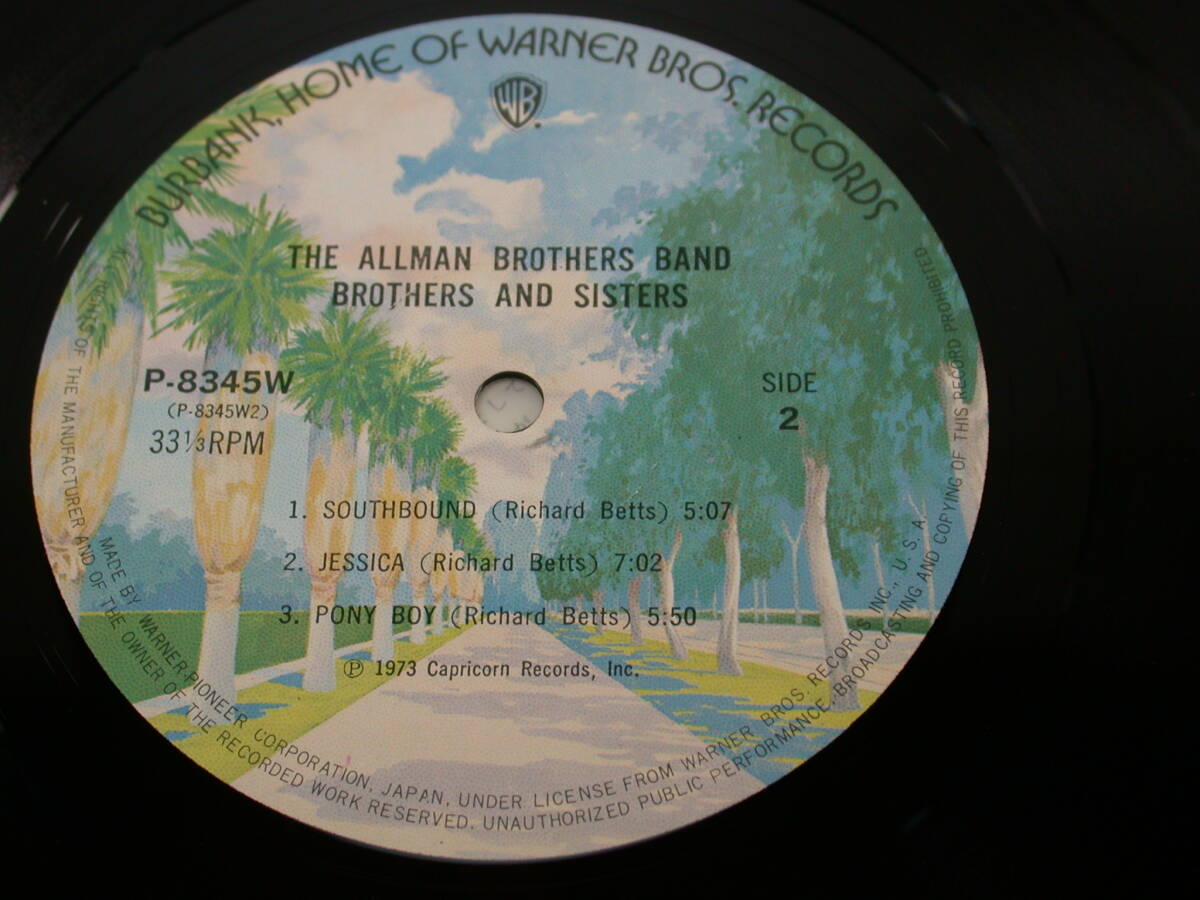 BURBANK, HOME OF WARNER BROS. RECORDS
WB
THE ALLMAN BROTHERS BAND
BROTHERS AND SISTERS
P-8345W
(P-8345W2)
33⅓RPM
SIDE
2
1. SOUTHBOUND (Richard Betts) 5:07
2. JESSICA (Richard Betts) 7:02
3. PONY BOY (Richard Betts) 5:50
Ⓟ 1973 Capricorn Records, Inc.
MADE BY WARNER-PIONEER CORPORATION, JAPAN, UNDER LICENSE FROM WARNER BROS. RECORDS INC., U. S. A.
ALL RIGHTS OF THE MANUFACTURER AND OF THE OWNER OF THE RECORDED WORK RESERVED. UNAUTHORIZED PUBLIC PERFORMANCE, BROADCASTING AND COPYING OF THIS RECORD PROHIBITED